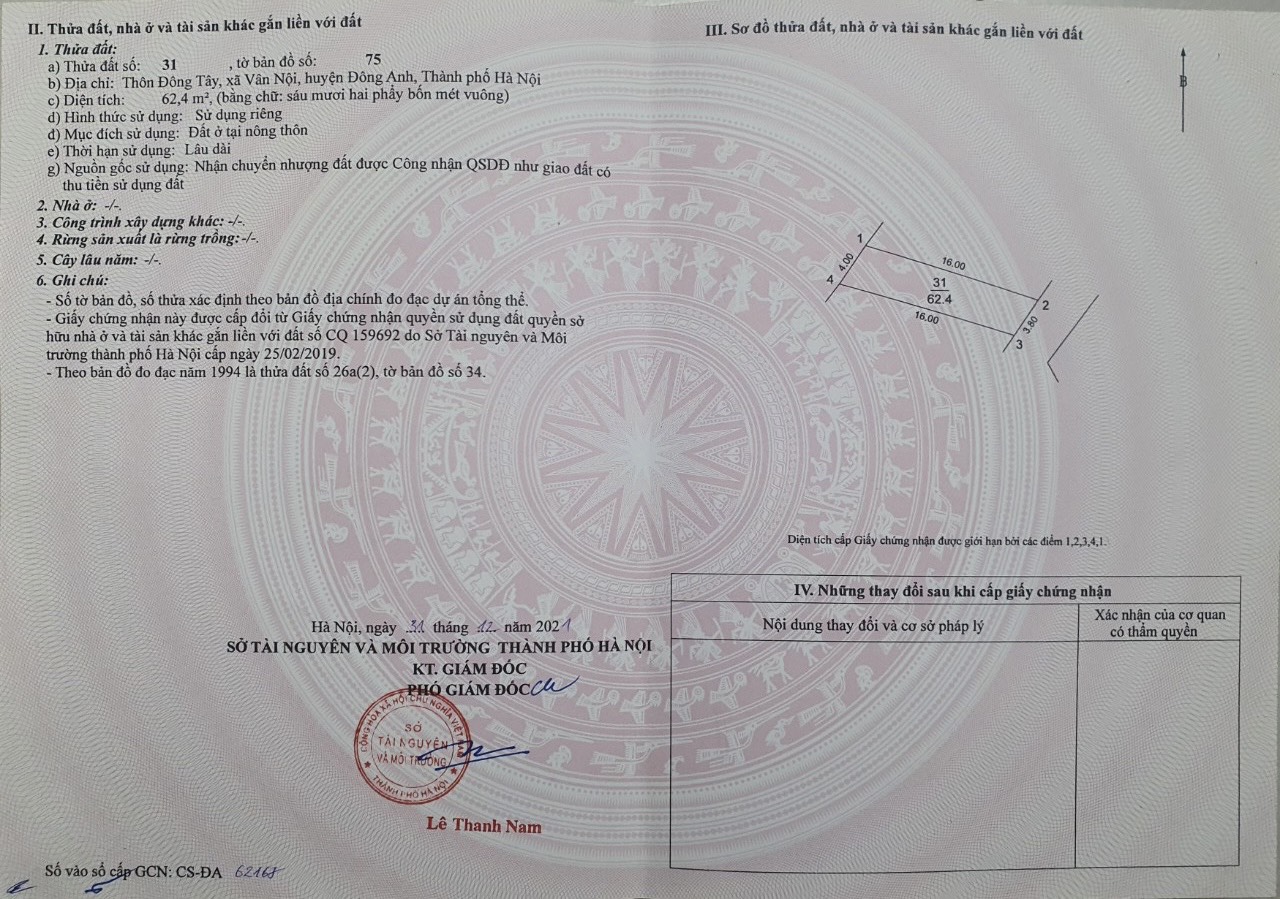 II. Thửa đất, nhà ở và tài sản khác gắn liền với đất
1. Thửa đất:
a) Thửa đất số: 31 , tờ bản đồ số: 75
b) Địa chỉ: Thôn Đông Tây, xã Vân Nội, huyện Đông Anh, Thành phố Hà Nội
c) Diện tích: 62,4 m², (bằng chữ: sáu mươi hai phẩy bốn mét vuông)
d) Hình thức sử dụng: Sử dụng riêng
đ) Mục đích sử dụng: Đất ở tại nông thôn
e) Thời hạn sử dụng: Lâu dài
g) Nguồn gốc sử dụng: Nhận chuyển nhượng đất được Công nhận QSDĐ như giao đất có
thu tiền sử dụng đất
2. Nhà ở: -/-.
3. Công trình xây dựng khác: -/-.
4. Rừng sản xuất là rừng trồng: -/-.
5. Cây lâu năm: -/-.
6. Ghi chú:
- Số tờ bản đồ, số thửa xác định theo bản đồ địa chính đo đạc dự án tổng thể.
- Giấy chứng nhận này được cấp đổi từ Giấy chứng nhận quyền sử dụng đất quyền sở
hữu nhà ở và tài sản khác gắn liền với đất số CQ 159692 do Sở Tài nguyên và Môi
trường thành phố Hà Nội cấp ngày 25/02/2019.
- Theo bản đồ đo đạc năm 1994 là thửa đất số 26a(2), tờ bản đồ số 34.
Hà Nội, ngày 31 tháng 12 năm 2021
SỞ TÀI NGUYÊN VÀ MÔI TRƯỜNG THÀNH PHỐ HÀ NỘI
KT. GIÁM ĐỐC
PHÓ GIÁM ĐỐC
CỘNG HÒA XÃ HỘI CHỦ NGHĨA VIỆT NAM
SỞ
TÀI NGUYÊN
VÀ MÔI TRƯỜNG
THÀNH PHỐ HÀ NỘI
Lê Thanh Nam
Số vào sổ cấp GCN: CS-ĐA 62168
III. Sơ đồ thửa đất, nhà ở và tài sản khác gắn liền với đất
B
1
4.00
16.00
4
31
62.4
2
16.00
3.80
3
Diện tích cấp Giấy chứng nhận được giới hạn bởi các điểm 1,2,3,4,1.
IV. Những thay đổi sau khi cấp giấy chứng nhận
Nội dung thay đổi và cơ sở pháp lý
Xác nhận của cơ quan
có thẩm quyền